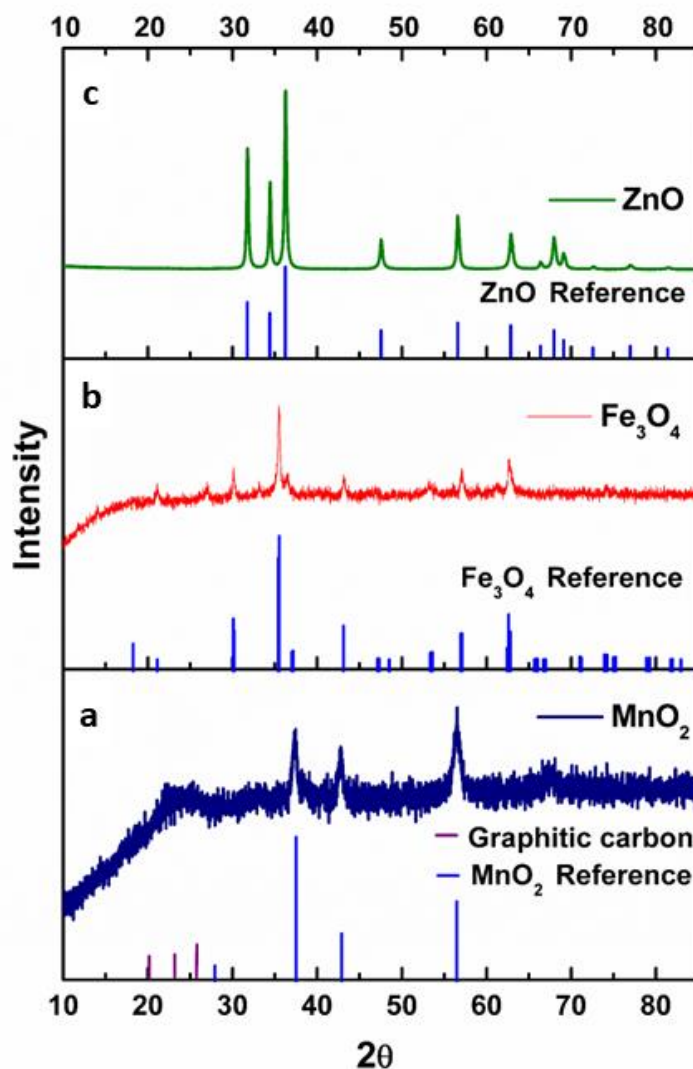 10 20 30 40 50 60 70 80
c
ZnO
ZnO Reference
b
Fe₃O₄
Fe₃O₄ Reference
a
MnO₂
Graphitic carbon
MnO₂ Reference
Intensity
10 20 30 40 50 60 70 80
2θ